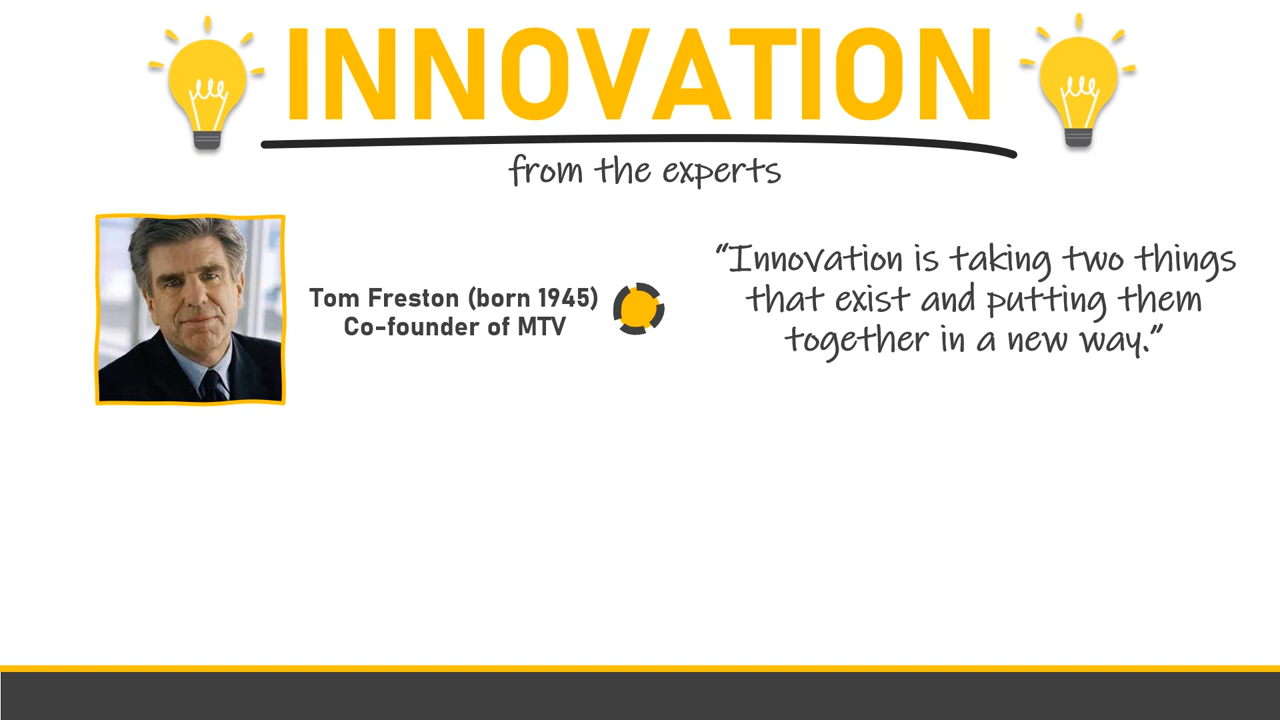 INNOVATION
from the experts
Tom Freston (born 1945)
Co-founder of MTV
“Innovation is taking two things
that exist and putting them
together in a new way.”